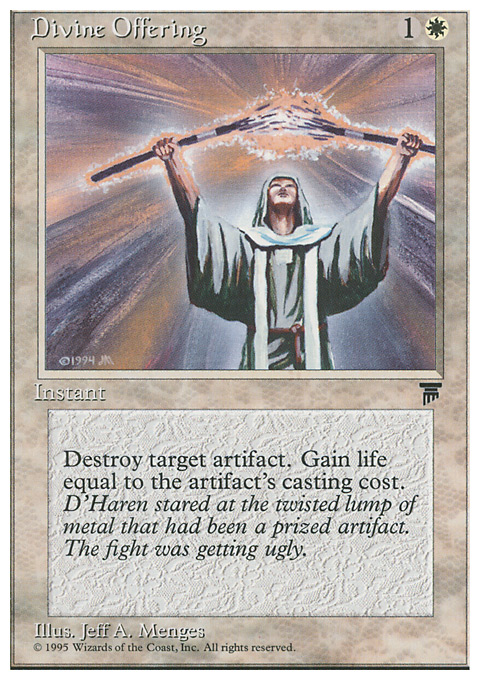 Divine Offering 1
©1994 JM
Instant
Destroy target artifact. Gain life
equal to the artifact's casting cost.
D'Haren stared at the twisted lump of
metal that had been a prized artifact.
The fight was getting ugly.
Illus. Jeff A. Menges
© 1995 Wizards of the Coast, Inc. All rights reserved.